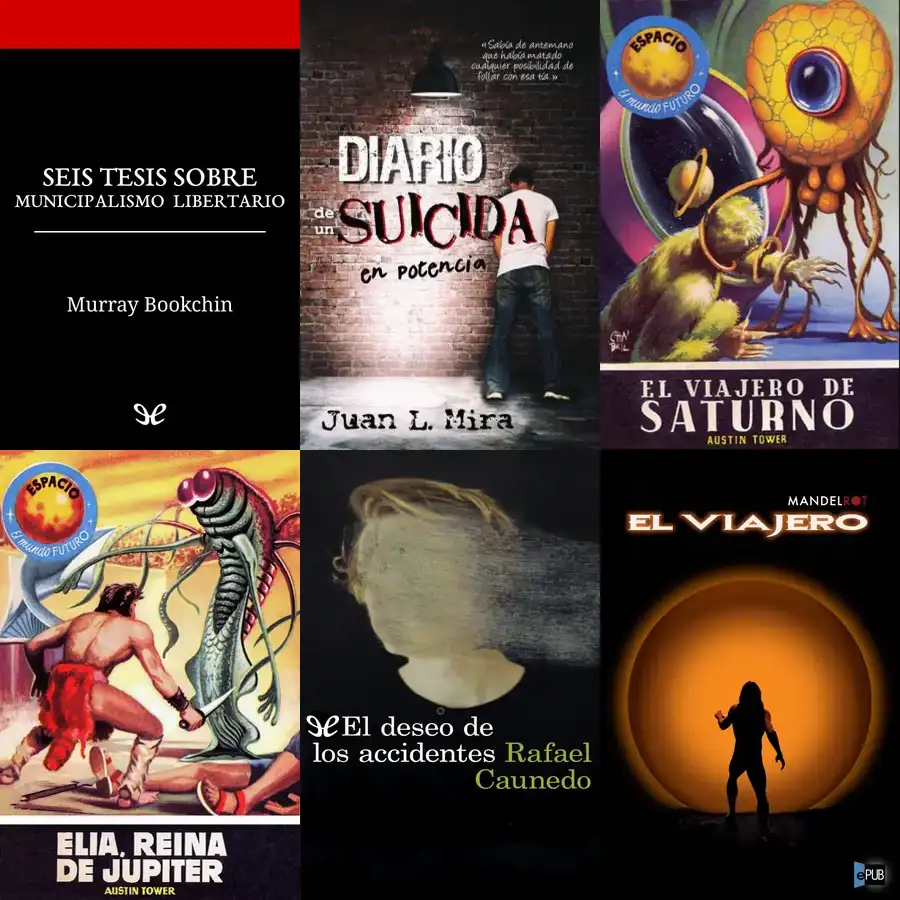 SEIS TESIS SOBRE
MUNICIPALISMO LIBERTARIO
Murray Bookchin
«Sabía de antemano
que había matado
cualquier posibilidad de
follar con esa tía.»
DIARIO
de un
SUICIDA
en potencia
Juan L. Mira
ESPACIO
El mundo FUTURO
CHA
BRIL
EL VIAJERO DE
SATURNO
AUSTIN TOWER
ESPACIO
El mundo FUTURO
ELIA, REINA
DE JUPITER
AUSTIN TOWER
El deseo de
los accidentes Rafael
Caunedo
MANDELROT
EL VIAJERO
ePUB